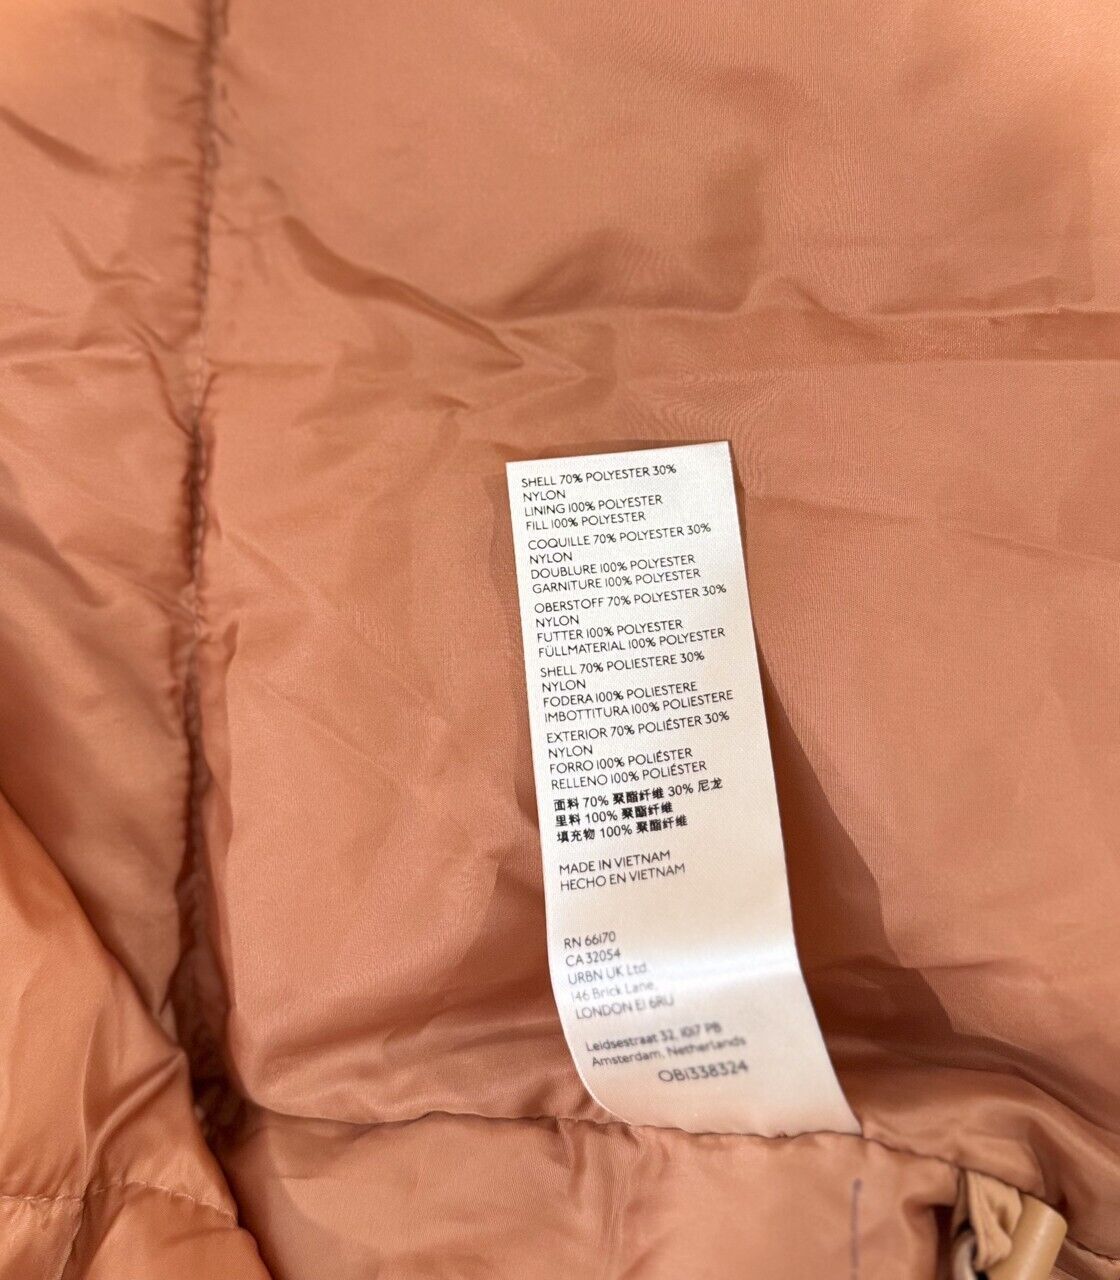 SHELL 70% POLYESTER 30%
NYLON
LINING 100% POLYESTER
FILL 100% POLYESTER
COQUILLE 70% POLYESTER 30%
NYLON
DOUBLURE 100% POLYESTER
GARNITURE 100% POLYESTER
OBERSTOFF 70% POLYESTER 30%
NYLON
FUTTER 100% POLYESTER
FÜLLMATERIAL 100% POLYESTER
SHELL 70% POLIESTERE 30%
NYLON
FODERA 100% POLIESTERE
IMBOTTITURA 100% POLIESTERE
EXTERIOR 70% POLIÉSTER 30%
NYLON
FORRO 100% POLIÉSTER
RELLENO 100% POLIÉSTER
面料 70% 聚酯纤维 30% 尼龙
里料 100% 聚酯纤维
填充物 100% 聚酯纤维
MADE IN VIETNAM
HECHO EN VIETNAM
RN 66170
CA 32054
URBN UK Ltd.
146 Brick Lane,
LONDON E1 6RU
Leidsestraat 32, 1017 PB
Amsterdam, Netherlands
OB1338324